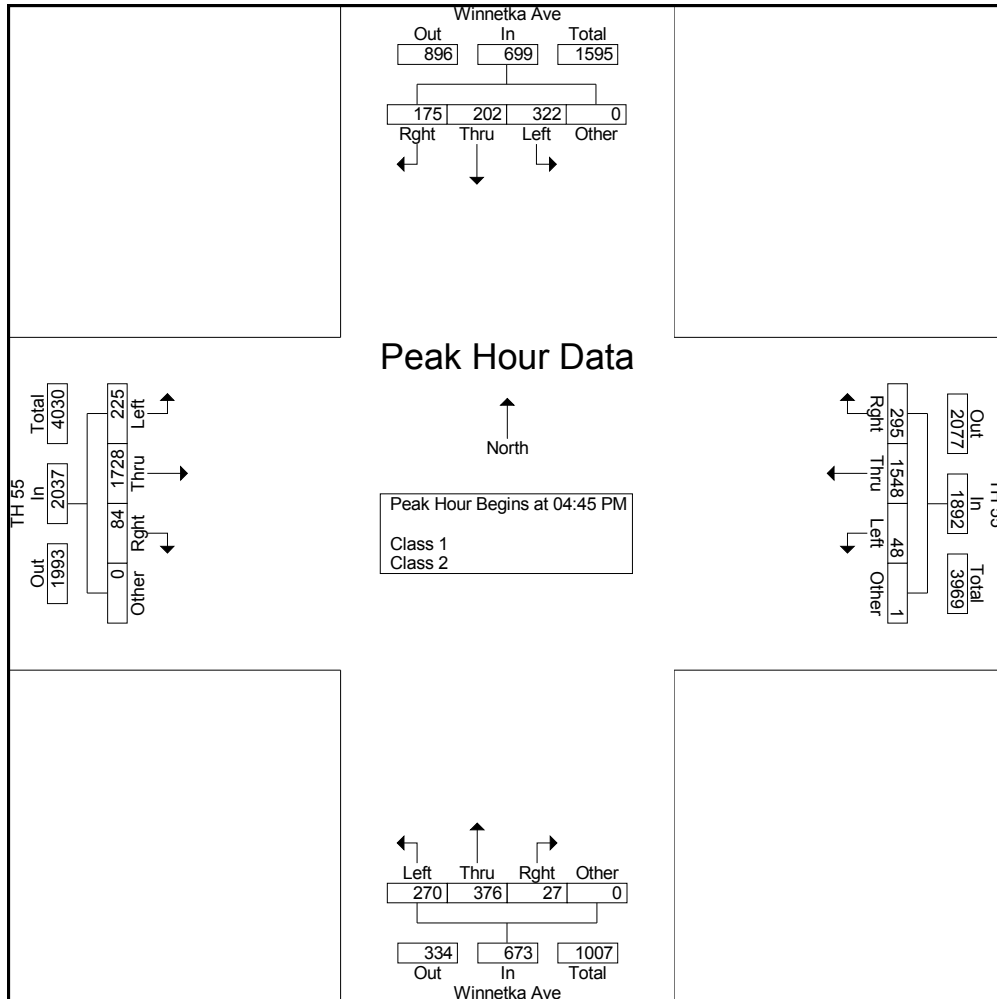 Winnetka Ave
Out In Total
896 699 1595
175 202 322 0
Rght Thru Left Other
Peak Hour Data
North
Peak Hour Begins at 04:45 PM
Class 1
Class 2
TH 55
Total In Out
4030 2037 1993
225 1728 84 0
Left Thru Rght Other
Out In Total
2077 1892 3969
295 1548 48 1
Rght Thru Left Other
Left Thru Rght Other
270 376 27 0
334 673 1007
Out In Total
Winnetka Ave